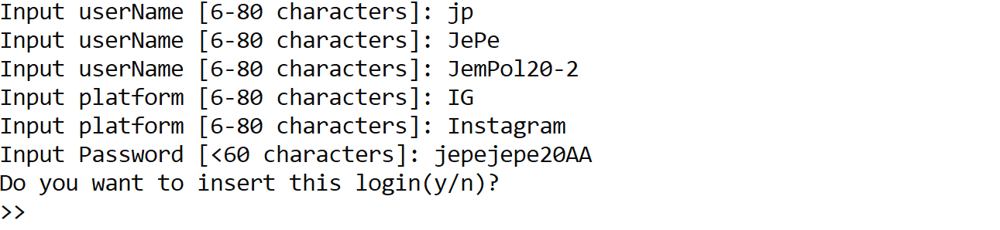 Input userName [6-80 characters]: jp
Input userName [6-80 characters]: JePe
Input userName [6-80 characters]: JemPol20-2
Input platform [6-80 characters]: IG
Input platform [6-80 characters]: Instagram
Input Password [<60 characters]: jepejepe20AA
Do you want to insert this login(y/n)?
>>